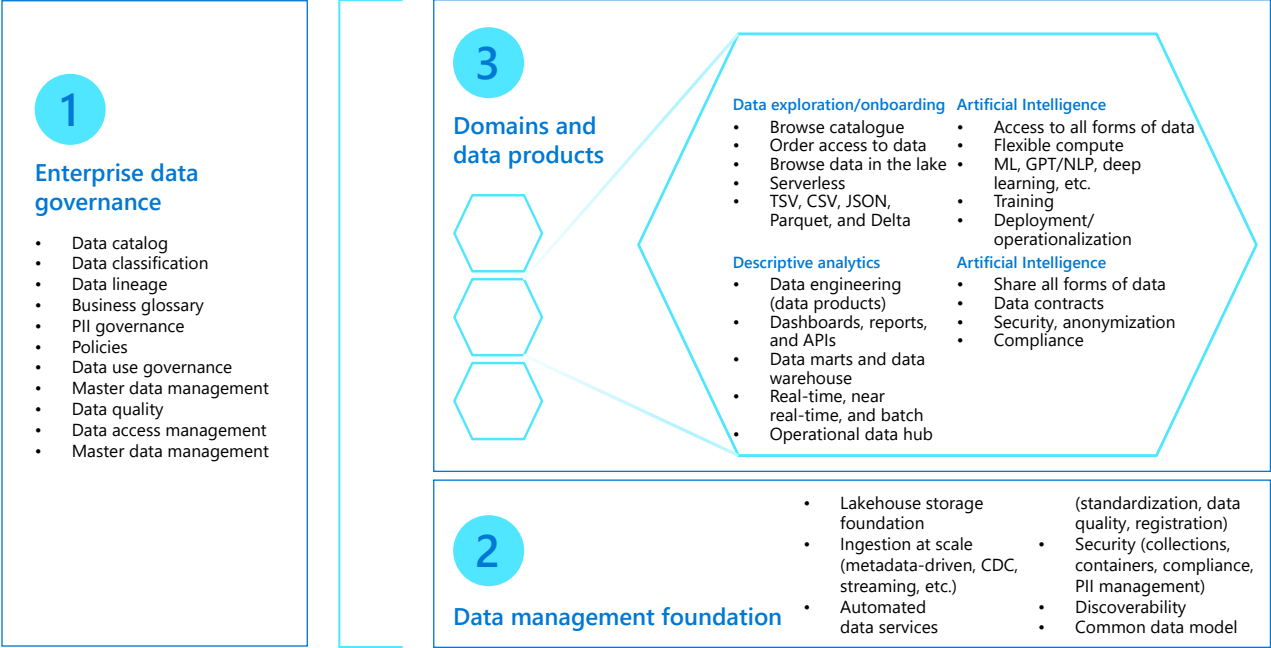 1
Enterprise data
governance
• Data catalog
• Data classification
• Data lineage
• Business glossary
• PII governance
• Policies
• Data use governance
• Master data management
• Data quality
• Data access management
• Master data management
3
Domains and
data products
Data exploration/onboarding
• Browse catalogue
• Order access to data
• Browse data in the lake
• Serverless
• TSV, CSV, JSON,
Parquet, and Delta
Artificial Intelligence
• Access to all forms of data
• Flexible compute
• ML, GPT/NLP, deep
learning, etc.
• Training
• Deployment/
operationalization
Descriptive analytics
• Data engineering
(data products)
• Dashboards, reports,
and APIs
• Data marts and data
warehouse
• Real-time, near
real-time, and batch
• Operational data hub
Artificial Intelligence
• Share all forms of data
• Data contracts
• Security, anonymization
• Compliance
2
Data management foundation
• Lakehouse storage
foundation
• Ingestion at scale
(metadata-driven, CDC,
streaming, etc.)
• Automated
data services
(standardization, data
quality, registration)
• Security (collections,
containers, compliance,
PII management)
• Discoverability
• Common data model